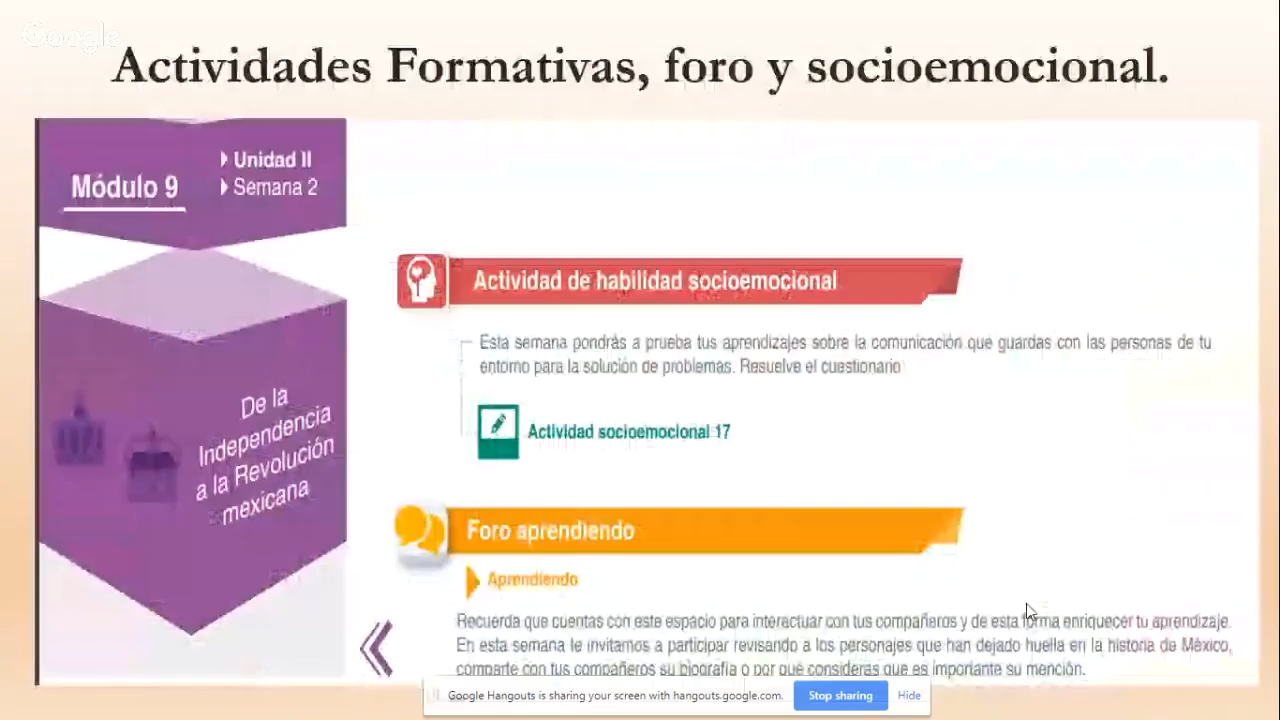 Google
Actividades Formativas, foro y socioemocional.
Módulo 9
Unidad II
Semana 2
De la
Independencia
a la Revolución
mexicana
Actividad de habilidad socioemocional
Esta semana pondrás a prueba tus aprendizajes sobre la comunicación que guardas con las personas de tu
entorno para la solución de problemas. Resuelve el cuestionario
Actividad socioemocional 17
Foro aprendiendo
Aprendiendo
Recuerda que cuentas con este espacio para interactuar con tus compañeros y de esta forma enriquecer tu aprendizaje.
En esta semana te invitamos a participar revisando a los personajes que han dejado huella en la historia de México,
comparte con tus compañeros su biografía o por qué consideras que es importante su mención.
Google Hangouts is sharing your screen with hangouts.google.com.
Stop sharing
Hide